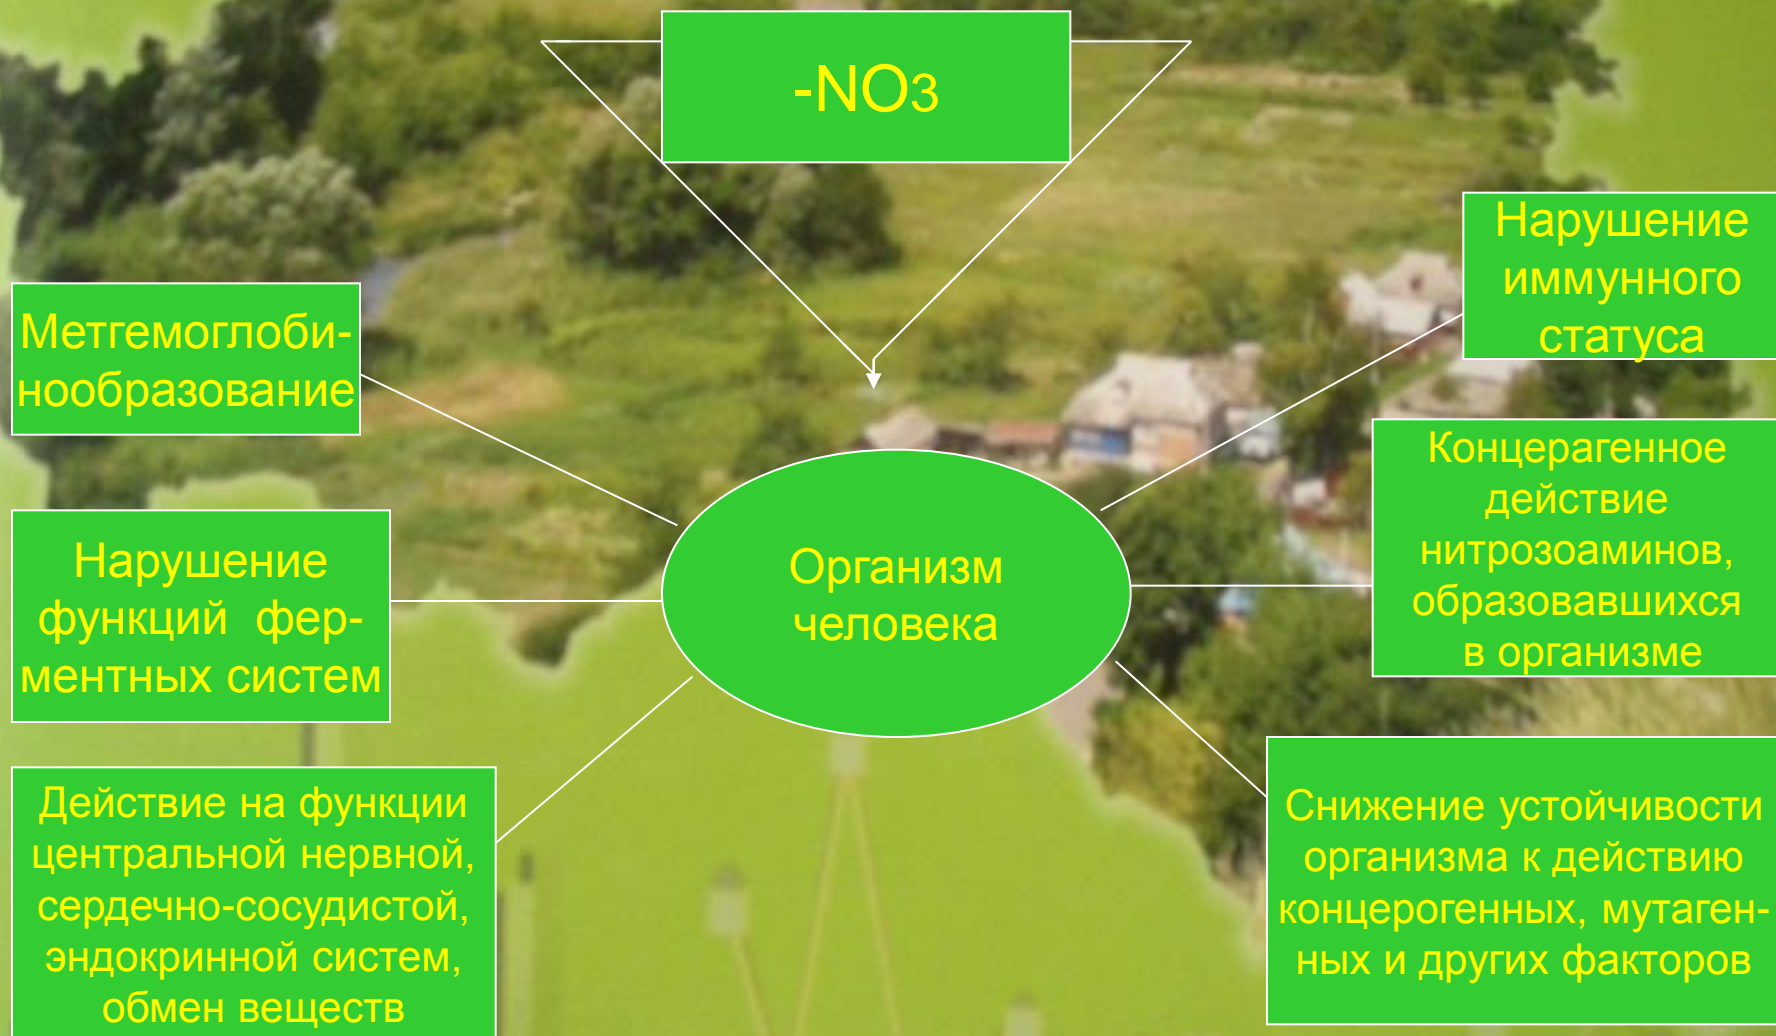 -NO3
Метгемоглоби-
нообразование
Нарушение
функций фер-
ментных систем
Действие на функции
центральной нервной,
сердечно-сосудистой,
эндокринной систем,
обмен веществ
Организм
человека
Нарушение
иммунного
статуса
Концерагенное
действие
нитрозоаминов,
образовавшихся
в организме
Снижение устойчивости
организма к действию
концерогенных, мутаген-
ных и других факторов